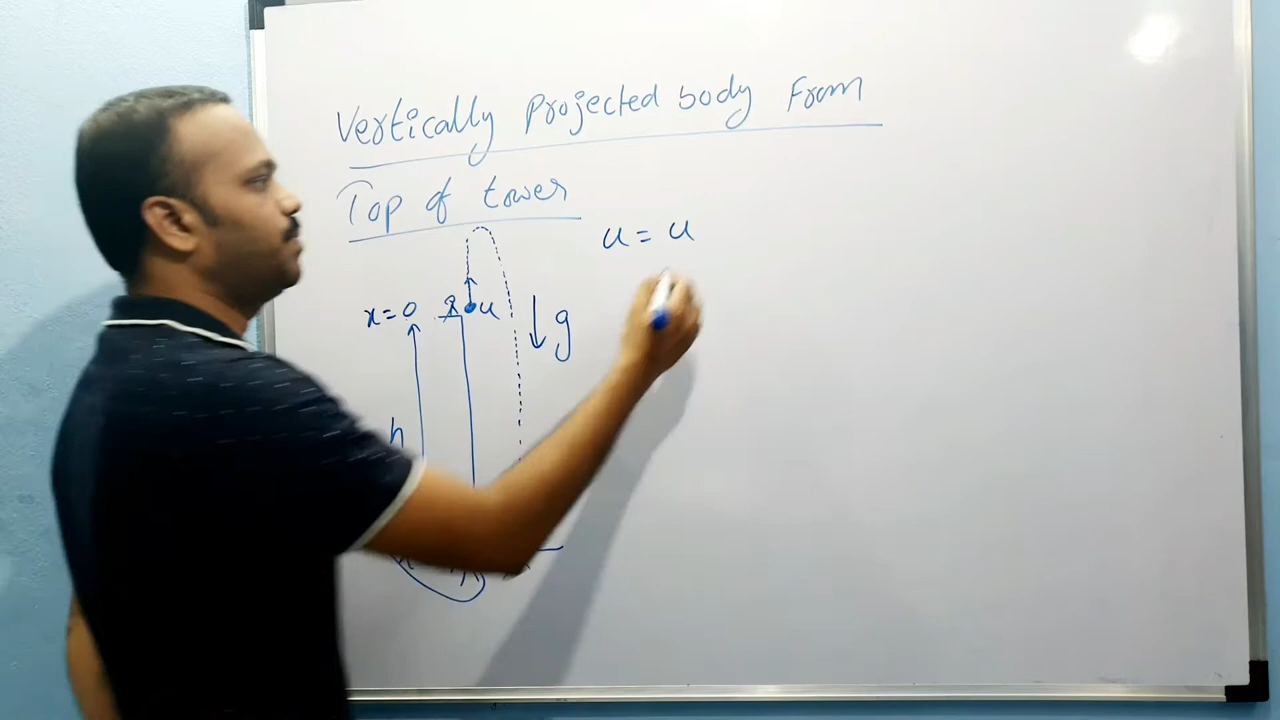 Vertically Projected body From
Top of tower
u = u
x = 0
u
g
h